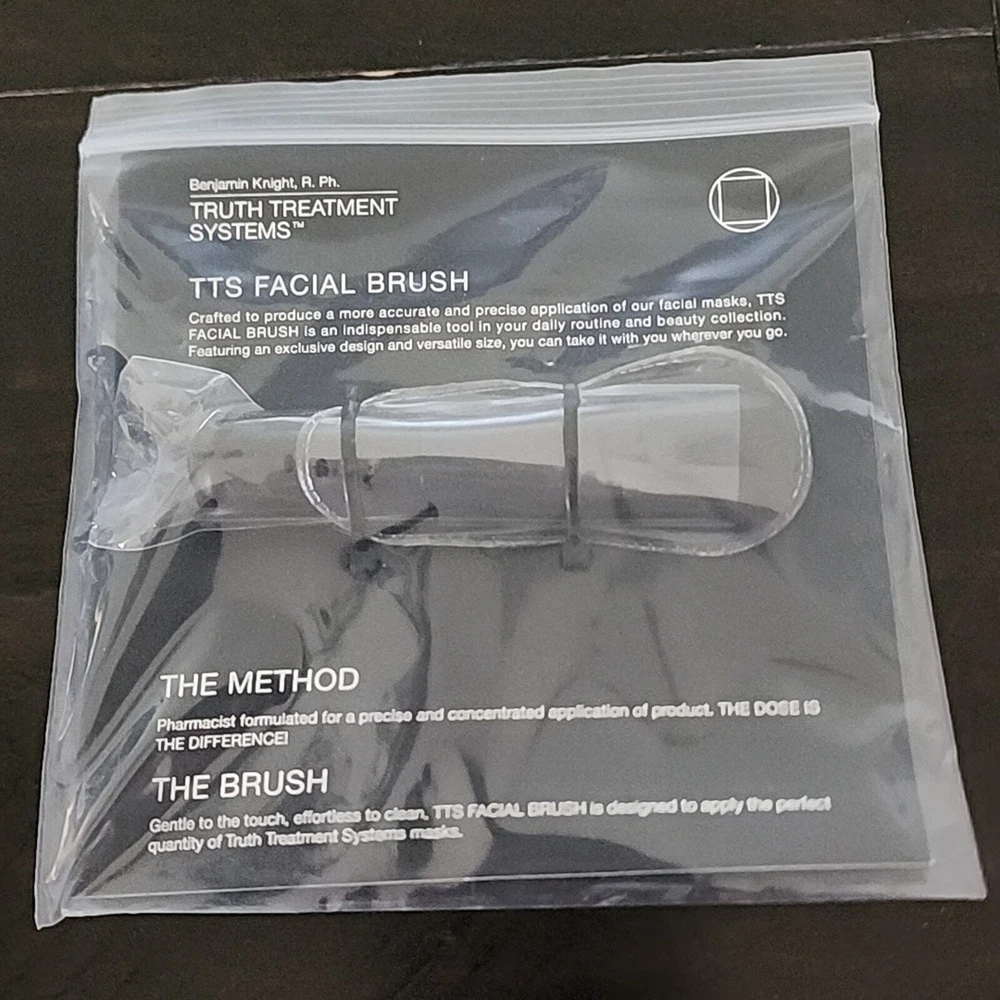 Benjamin Knight, R. Ph.
TRUTH TREATMENT
SYSTEMS™
TTS FACIAL BRUSH
Crafted to produce a more accurate and precise application of our facial masks, TTS
FACIAL BRUSH is an indispensable tool in your daily routine and beauty collection.
Featuring an exclusive design and versatile size, you can take it with you wherever you go.
THE METHOD
Pharmacist formulated for a precise and concentrated application of product. THE DOSE IS
THE DIFFERENCE!
THE BRUSH
Gentle to the touch, effortless to clean, TTS FACIAL BRUSH is designed to apply the perfect
quantity of Truth Treatment Systems masks.